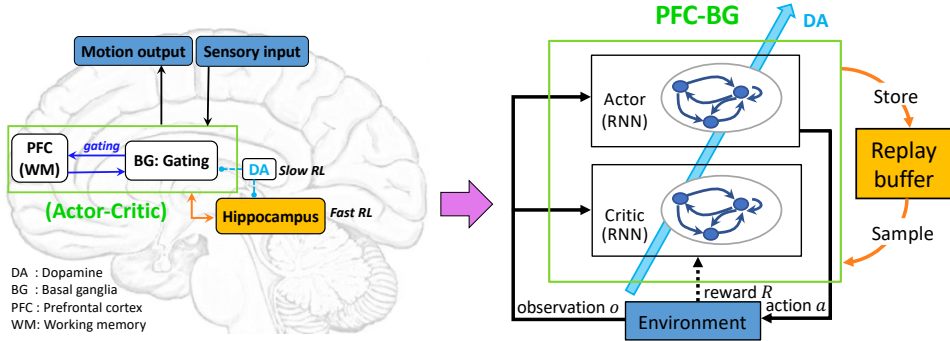 Motion output
Sensory input
PFC
(WM)
gating
BG: Gating
DA
Slow RL
(Actor-Critic)
Hippocampus
Fast RL
DA : Dopamine
BG : Basal ganglia
PFC : Prefrontal cortex
WM: Working memory
PFC-BG
DA
Actor
(RNN)
Critic
(RNN)
Store
Replay
buffer
Sample
observation o
reward R
action a
Environment